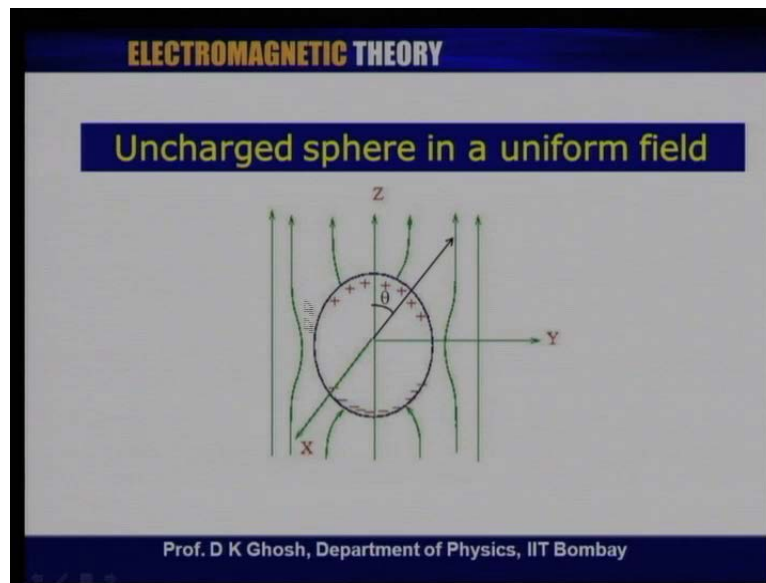 ELECTROMAGNETIC THEORY
Uncharged sphere in a uniform field
Z
+ + + + + + + +
θ
Y
X
Prof. D K Ghosh, Department of Physics, IIT Bombay